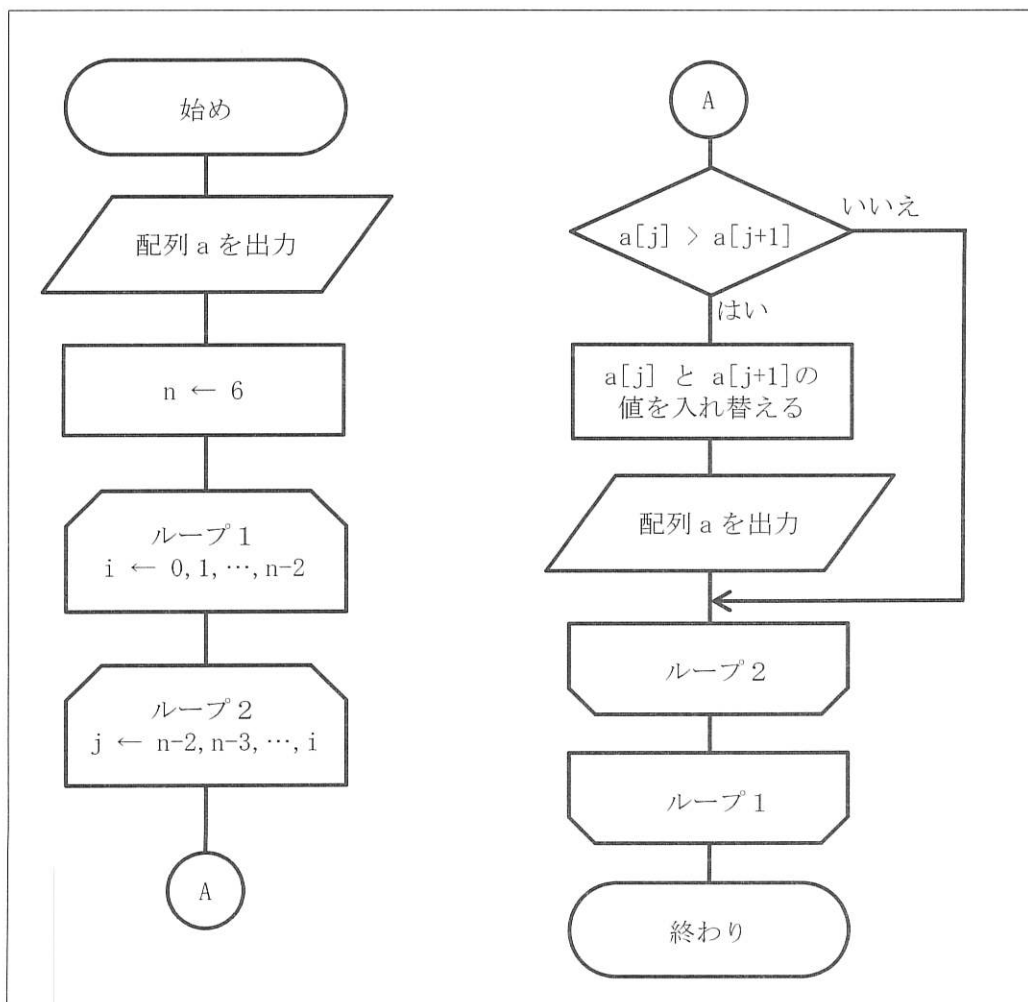 始め
配列 a を出力
n ← 6
ループ１
i ← 0,1,…,n-2
ループ２
j ← n-2,n-3,…,i
A
A
a[j] > a[j+1]
いいえ
はい
a[j] と a[j+1]の
値を入れ替える
配列 a を出力
ループ２
ループ１
終わり